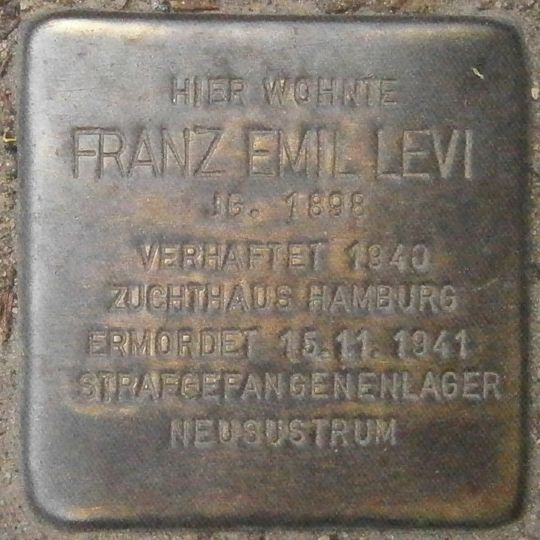 HIER WOHNTE
FRANZ EMIL LEVI
JG. 1898
VERHAFTET 1940
ZUCHTHAUS HAMBURG
ERMORDET 15.11.1941
STRAFGEFANGENENLAGER
NEUSUSTRUM